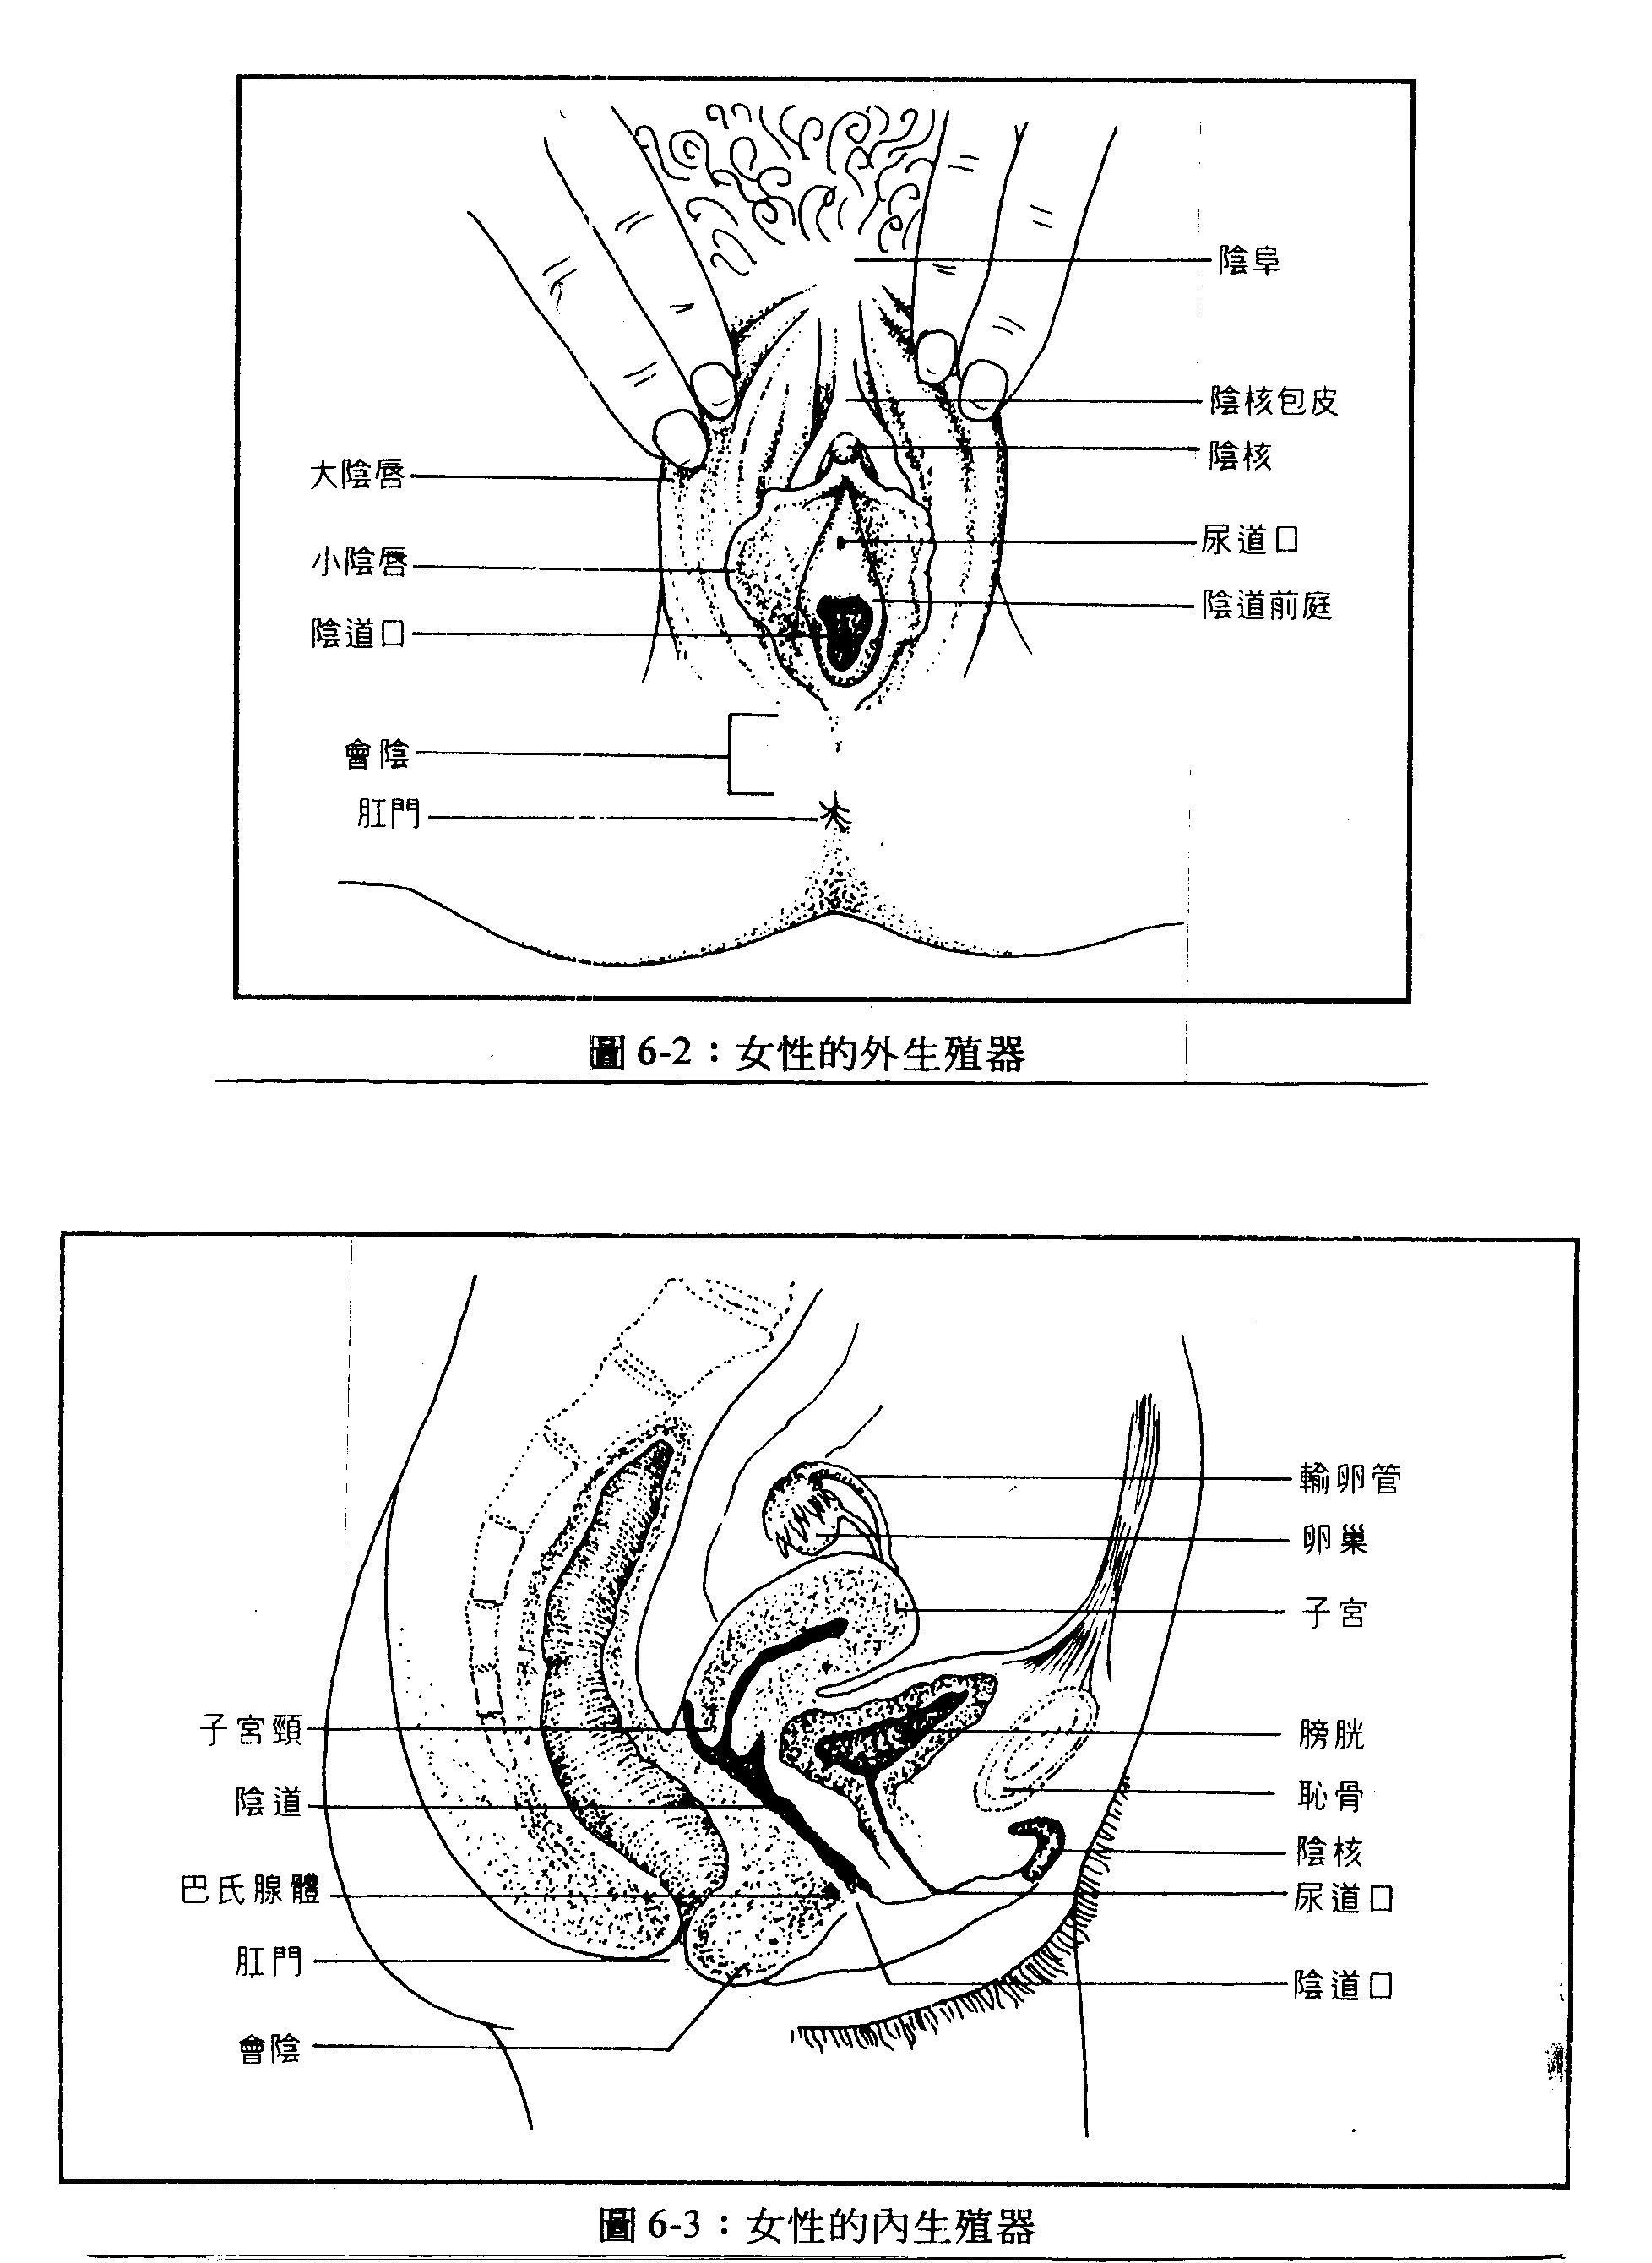 陰阜
陰核包皮
陰核
大陰唇
尿道口
小陰唇
陰道前庭
陰道口
會陰
肛門
圖 6-2：女性的外生殖器
輸卵管
卵巢
子宮
子宮頸
膀胱
恥骨
陰道
陰核
巴氏腺體
尿道口
肛門
陰道口
會陰
圖 6-3：女性的內生殖器